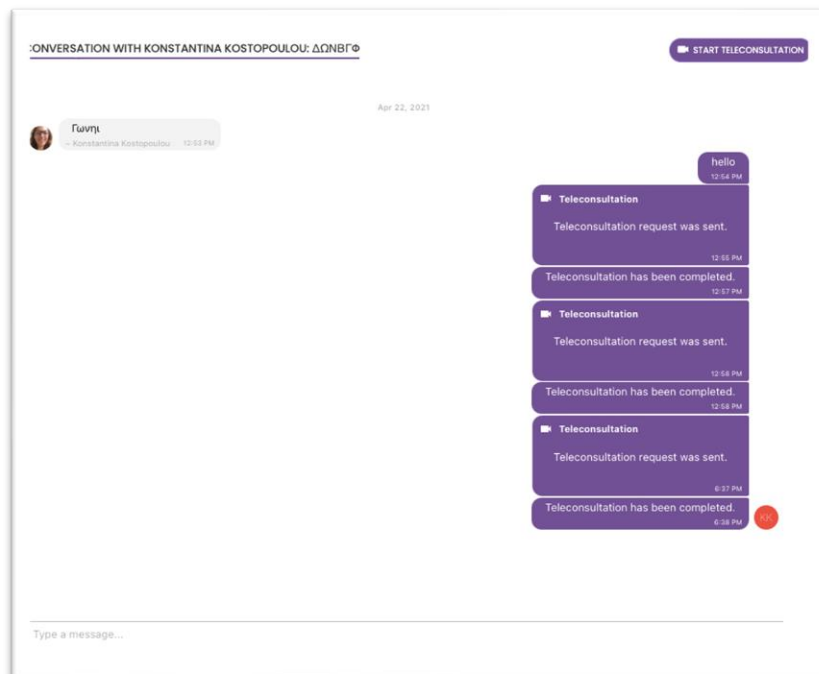 CONVERSATION WITH KONSTANTINA KOSTOPOULOU: ΔΩΝΒΓΦ
START TELECONSULTATION
Apr 22, 2021
Γωνηι
– Konstantina Kostopoulou 12:53 PM
hello
12:54 PM
Teleconsultation
Teleconsultation request was sent.
12:55 PM
Teleconsultation has been completed.
12:57 PM
Teleconsultation
Teleconsultation request was sent.
12:58 PM
Teleconsultation has been completed.
12:58 PM
Teleconsultation
Teleconsultation request was sent.
6:37 PM
Teleconsultation has been completed.
6:38 PM
KK
Type a message...